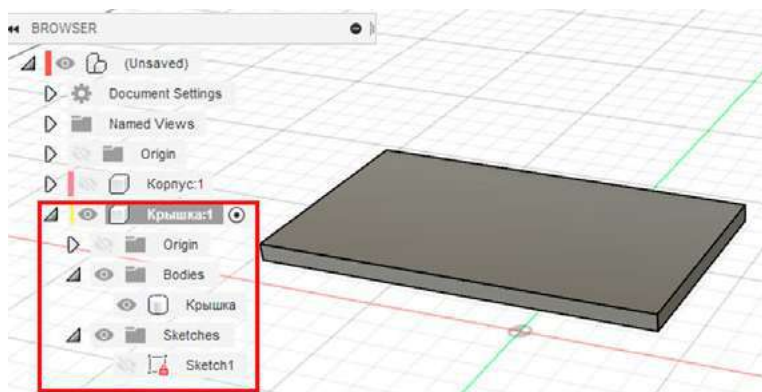 BROWSER
(Unsaved)
Document Settings
Named Views
Origin
Корпус:1
Крышка:1
Origin
Bodies
Крышка
Sketches
Sketch1